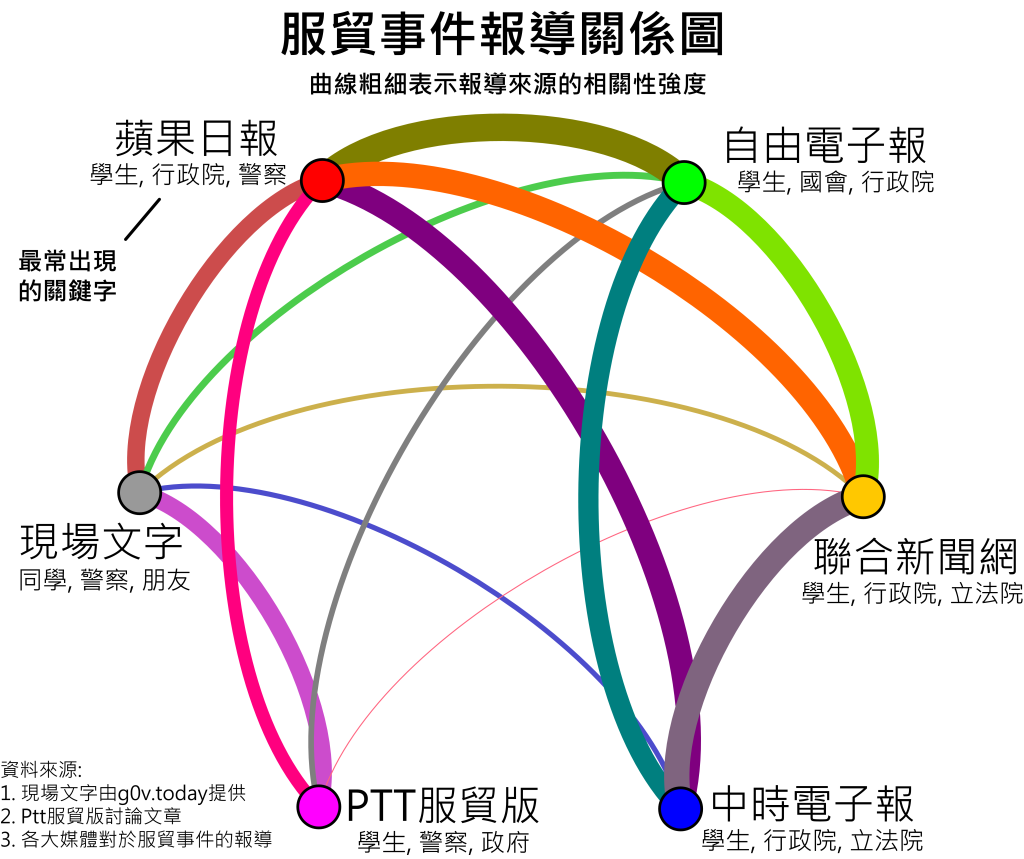 服貿事件報導關係圖
曲線粗細表示報導來源的相關性強度
蘋果日報
學生, 行政院, 警察
自由電子報
學生, 國會, 行政院
最常出現
的關鍵字
現場文字
同學, 警察, 朋友
聯合新聞網
學生, 行政院, 立法院
資料來源:
1. 現場文字由g0v.today提供
2. Ptt服貿版討論文章
3. 各大媒體對於服貿事件的報導
PTT服貿版
學生, 警察, 政府
中時電子報
學生, 行政院, 立法院